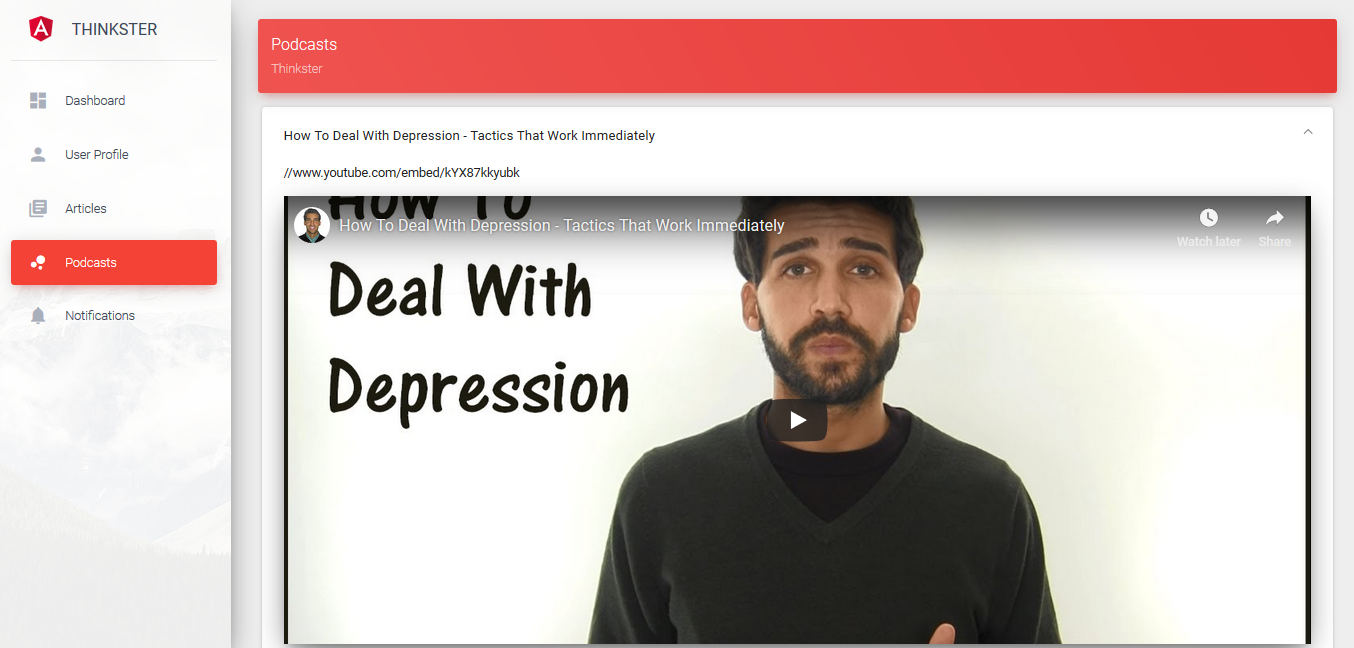 THINKSTER
Dashboard
User Profile
Articles
Podcasts
Notifications
Podcasts
Thinkster
How To Deal With Depression - Tactics That Work Immediately
//www.youtube.com/embed/kYX87kkyubk
How To
How To Deal With Depression - Tactics That Work Immediately
Watch later
Share
Deal With
Depression